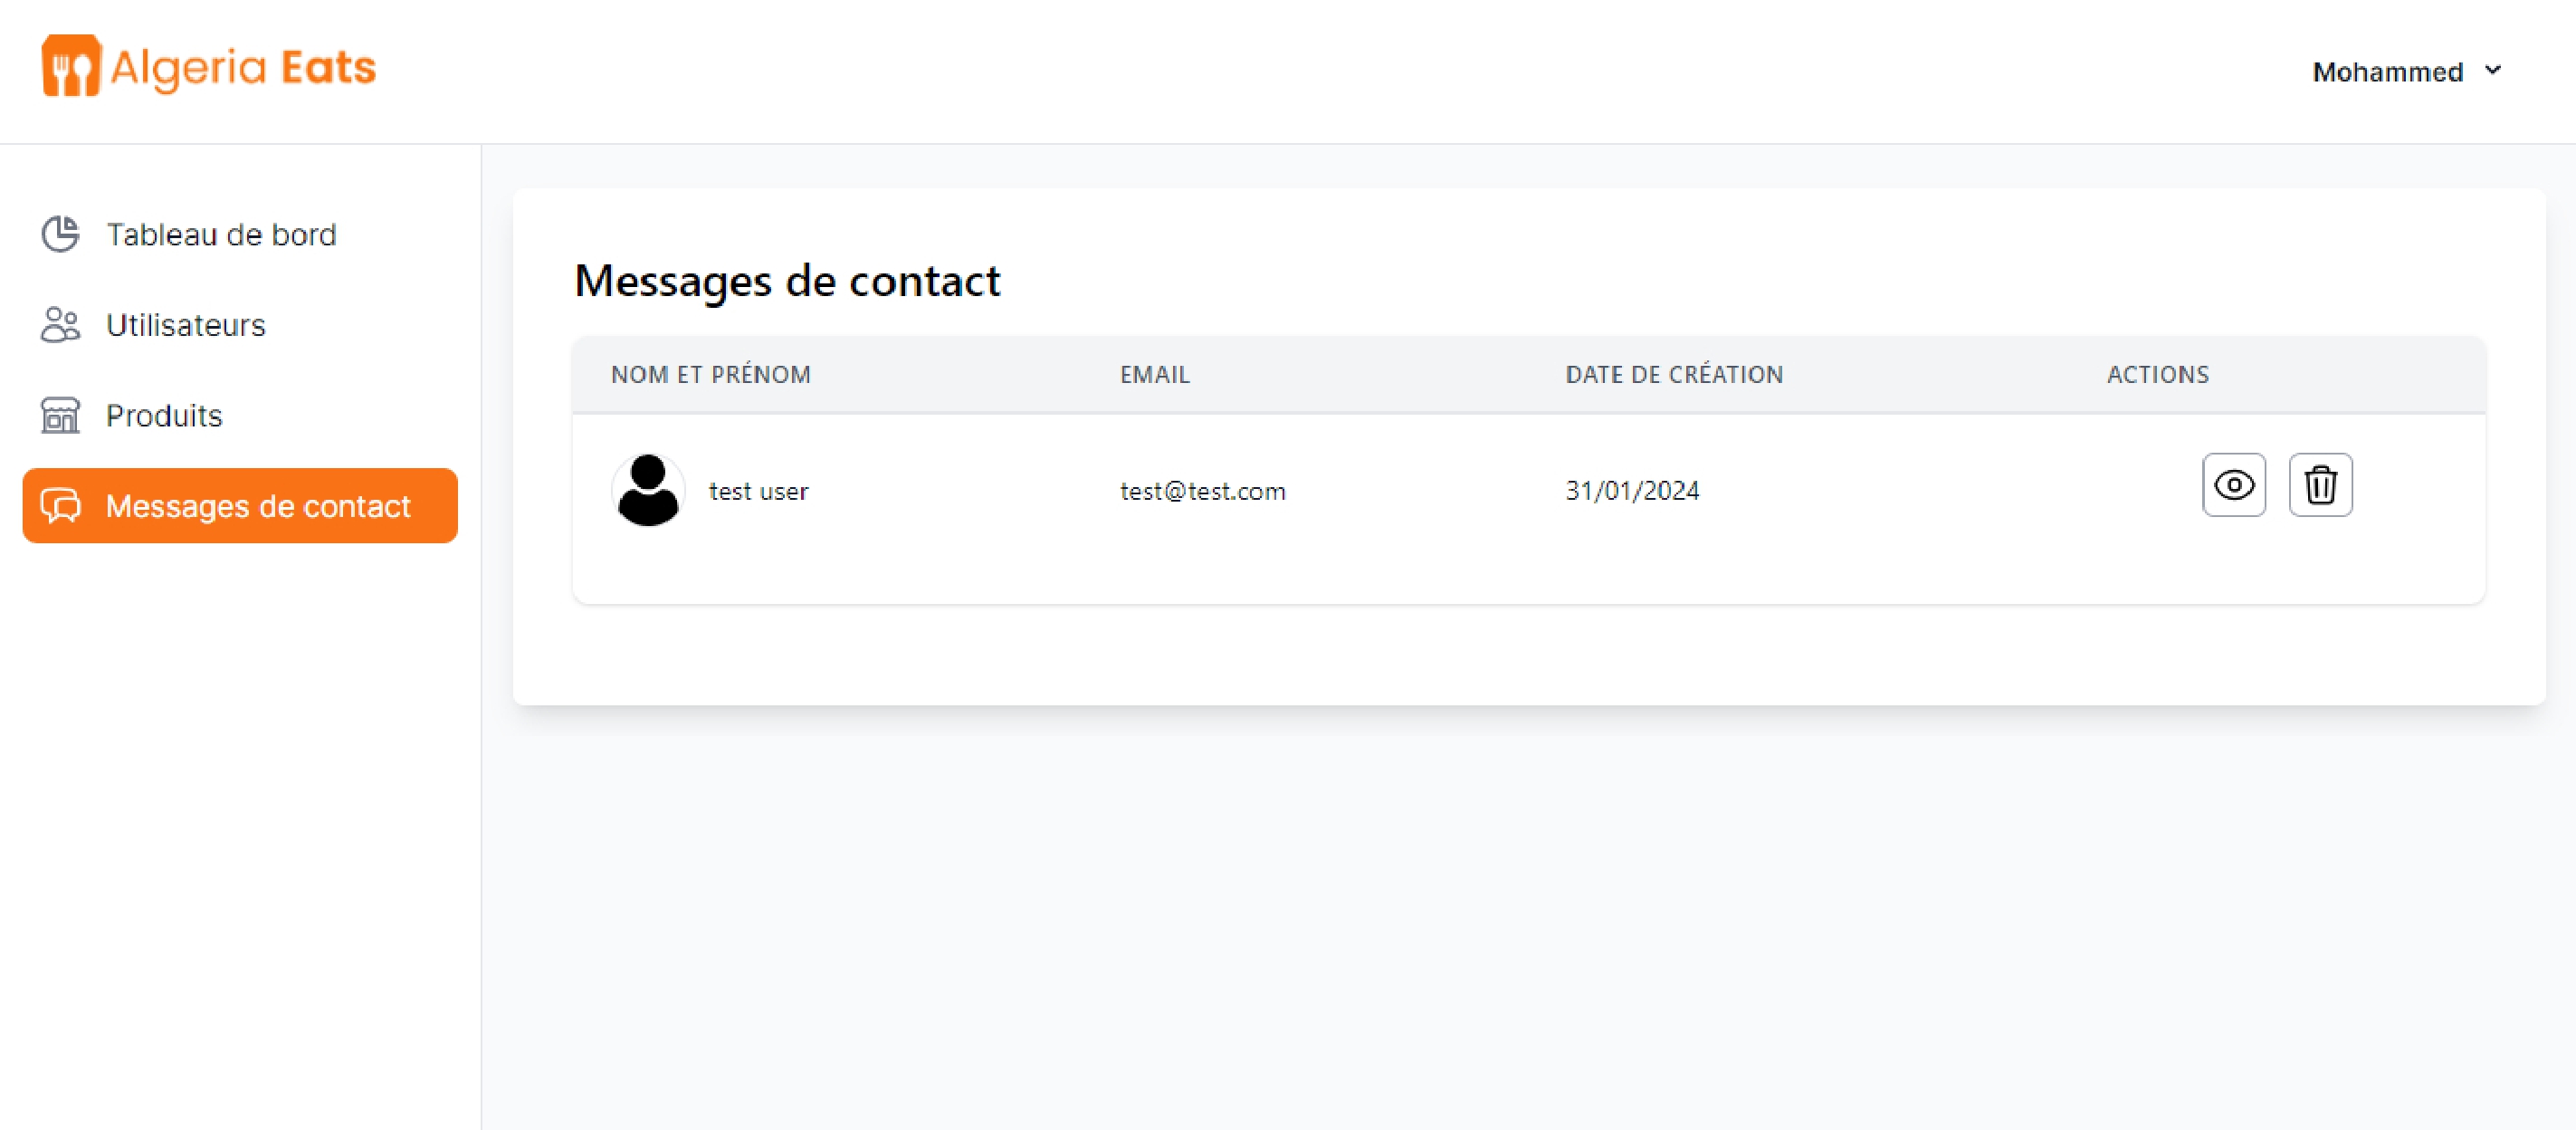 Algeria Eats
Mohammed
Tableau de bord
Utilisateurs
Produits
Messages de contact
Messages de contact
NOM ET PRÉNOM EMAIL DATE DE CRÉATION ACTIONS
test user test@test.com 31/01/2024